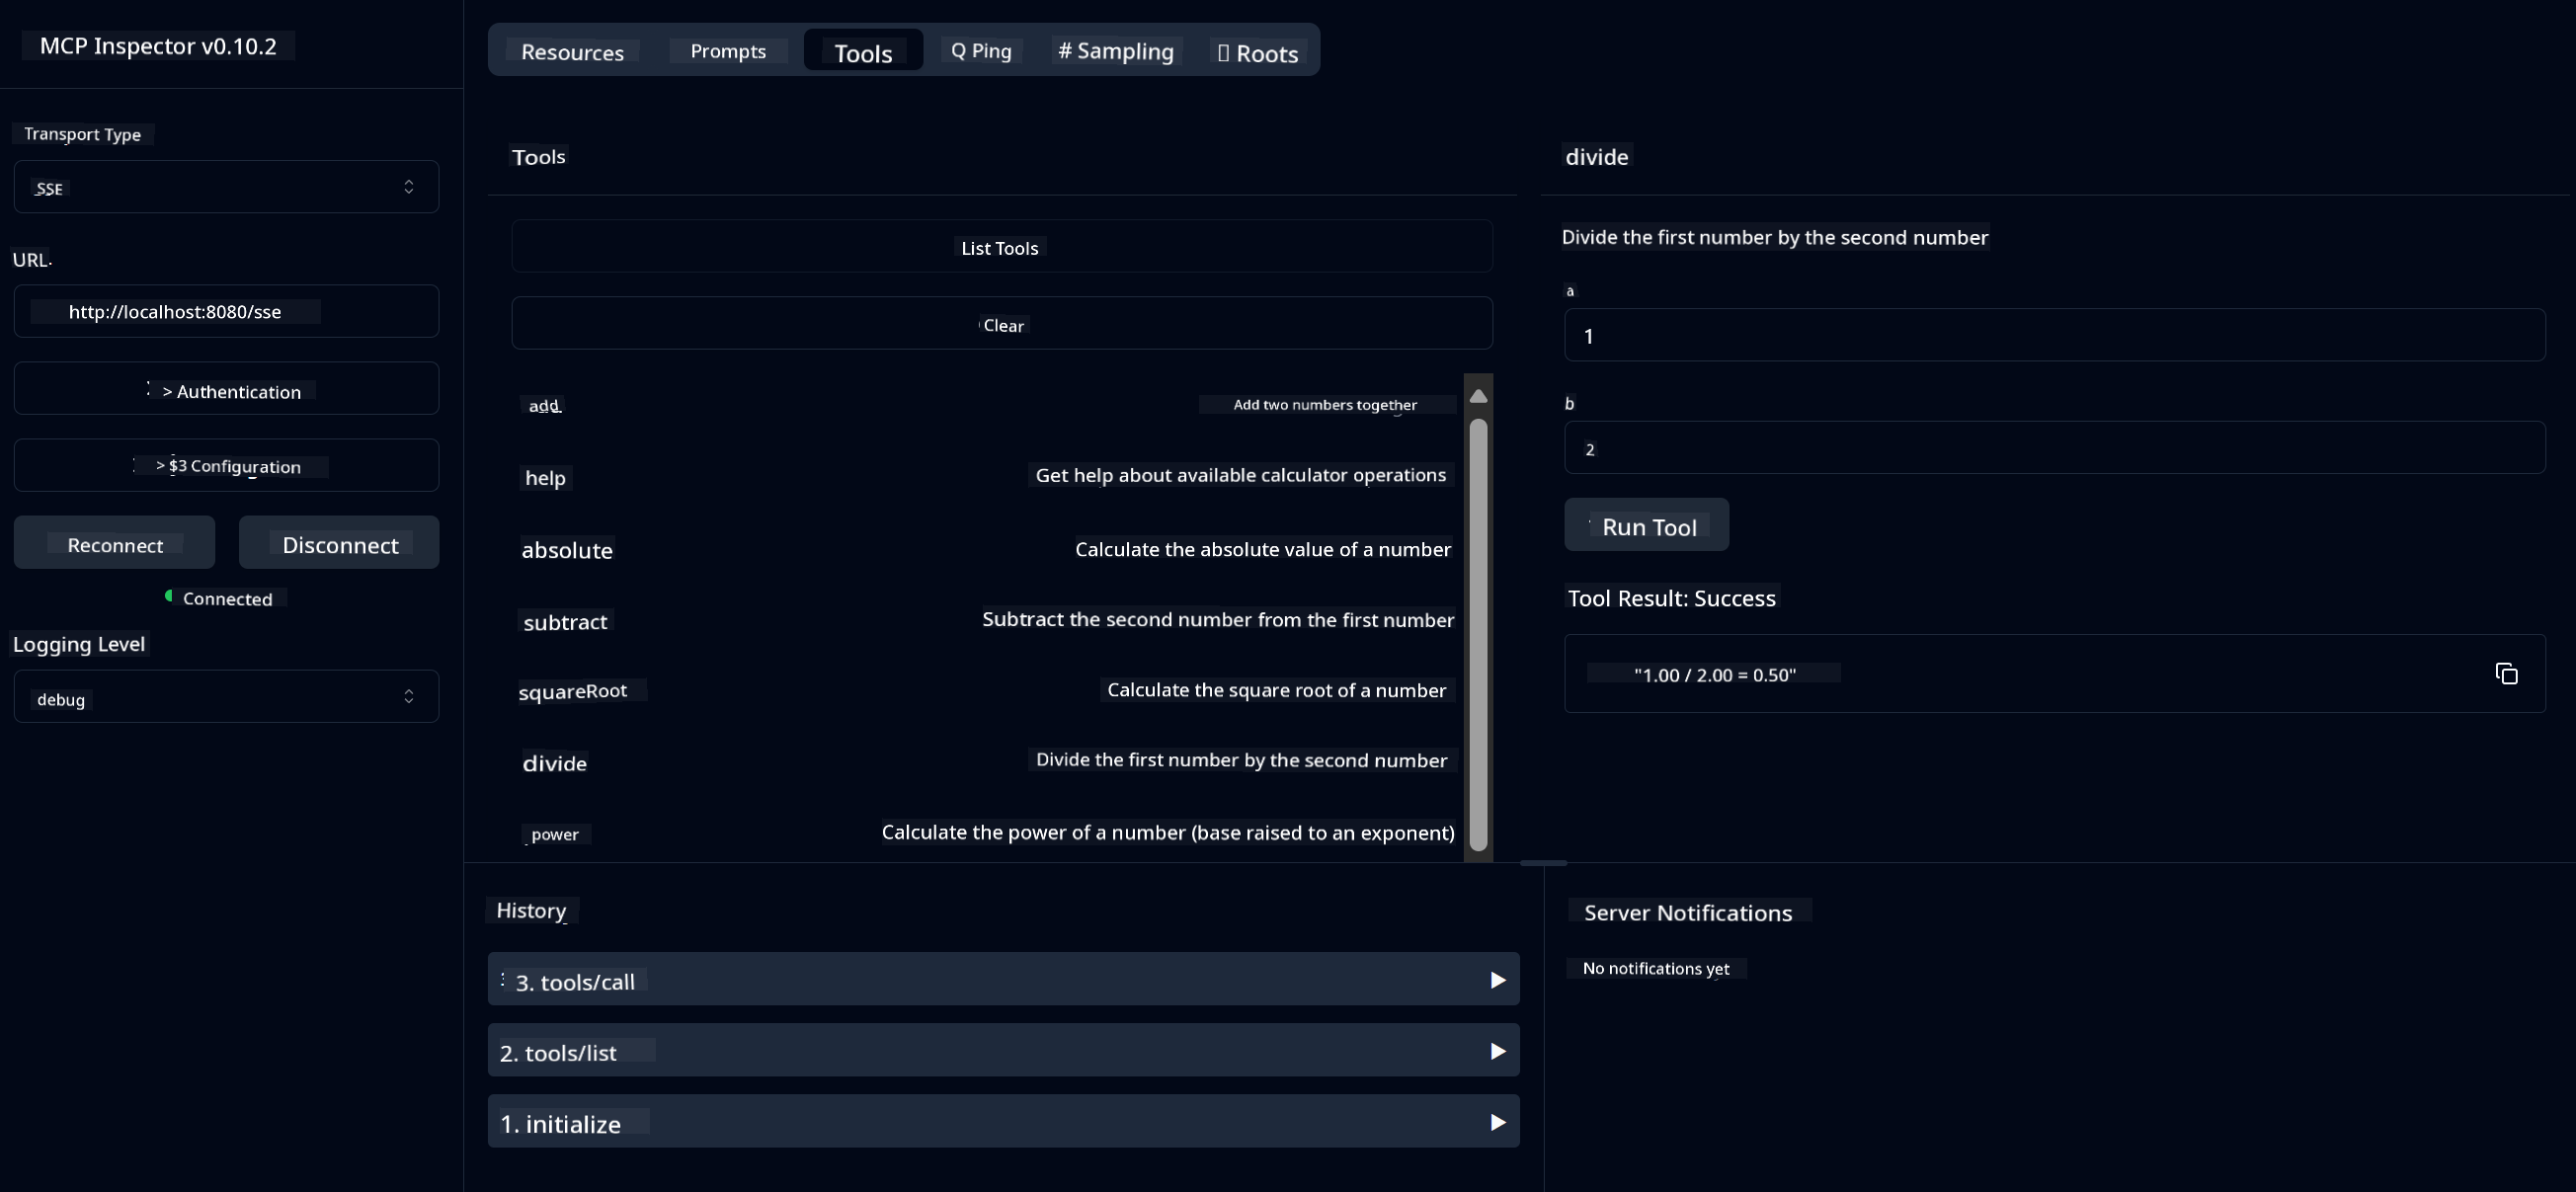 MCP Inspector v0.10.2
Transport Type
SSE
URL
http://localhost:8080/sse
> Authentication
> $3 Configuration
Reconnect Disconnect
Connected
Logging Level
debug
Resources Prompts Tools Q Ping # Sampling Roots
Tools
List Tools
Clear
add Add two numbers together
help Get help about available calculator operations
absolute Calculate the absolute value of a number
subtract Subtract the second number from the first number
squareRoot Calculate the square root of a number
divide Divide the first number by the second number
power Calculate the power of a number (base raised to an exponent)
divide
Divide the first number by the second number
a
1
b
2
Run Tool
Tool Result: Success
"1.00 / 2.00 = 0.50"
History
3. tools/call
2. tools/list
1. initialize
Server Notifications
No notifications yet